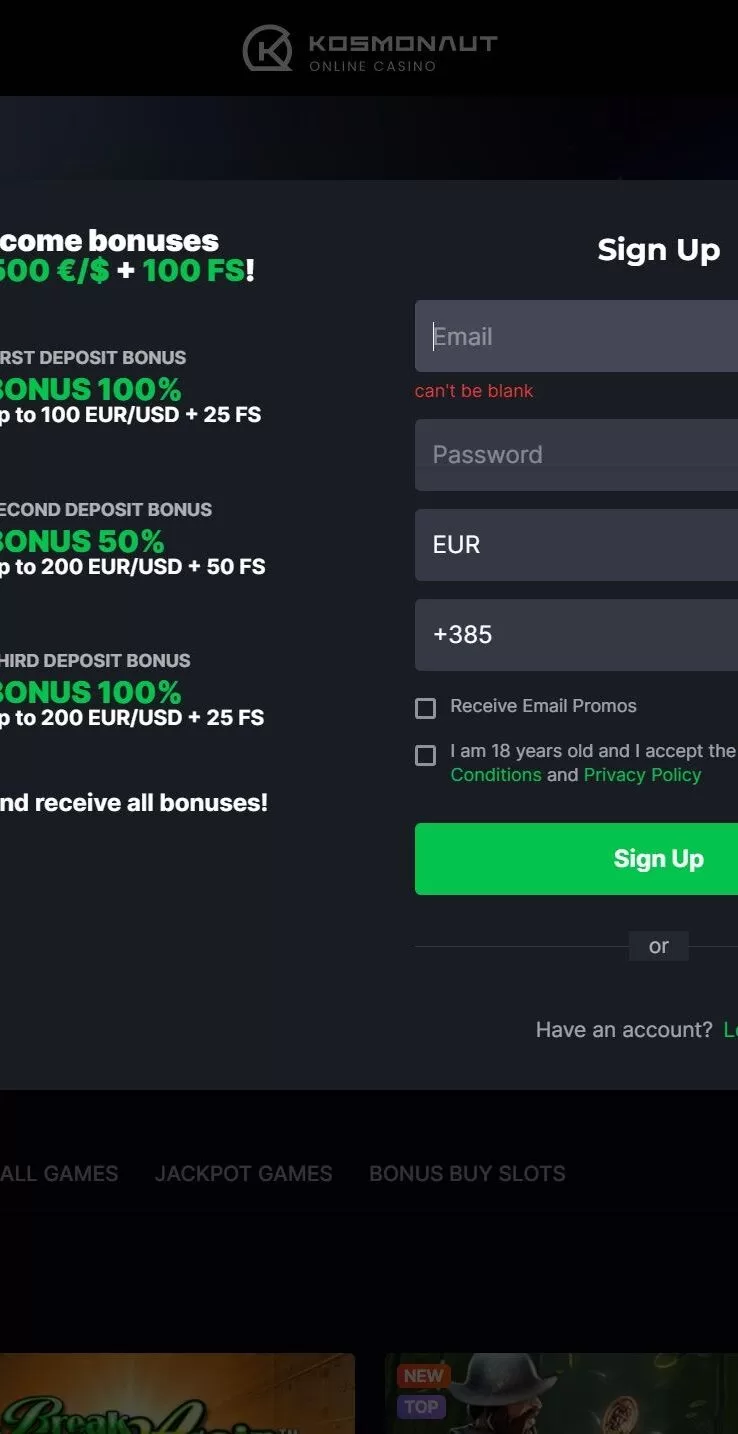 KOSMONAUT
ONLINE CASINO
come bonuses
500 €/$ + 100 FS!
RST DEPOSIT BONUS
BONUS 100%
p to 100 EUR/USD + 25 FS
ECOND DEPOSIT BONUS
BONUS 50%
p to 200 EUR/USD + 50 FS
HIRD DEPOSIT BONUS
BONUS 100%
p to 200 EUR/USD + 25 FS
nd receive all bonuses!
Sign Up
Email
can't be blank
Password
EUR
+385
Receive Email Promos
I am 18 years old and I accept the
Conditions and Privacy Policy
Sign Up
or
Have an account? L
ALL GAMES JACKPOT GAMES BONUS BUY SLOTS
NEW
TOP
Break Again